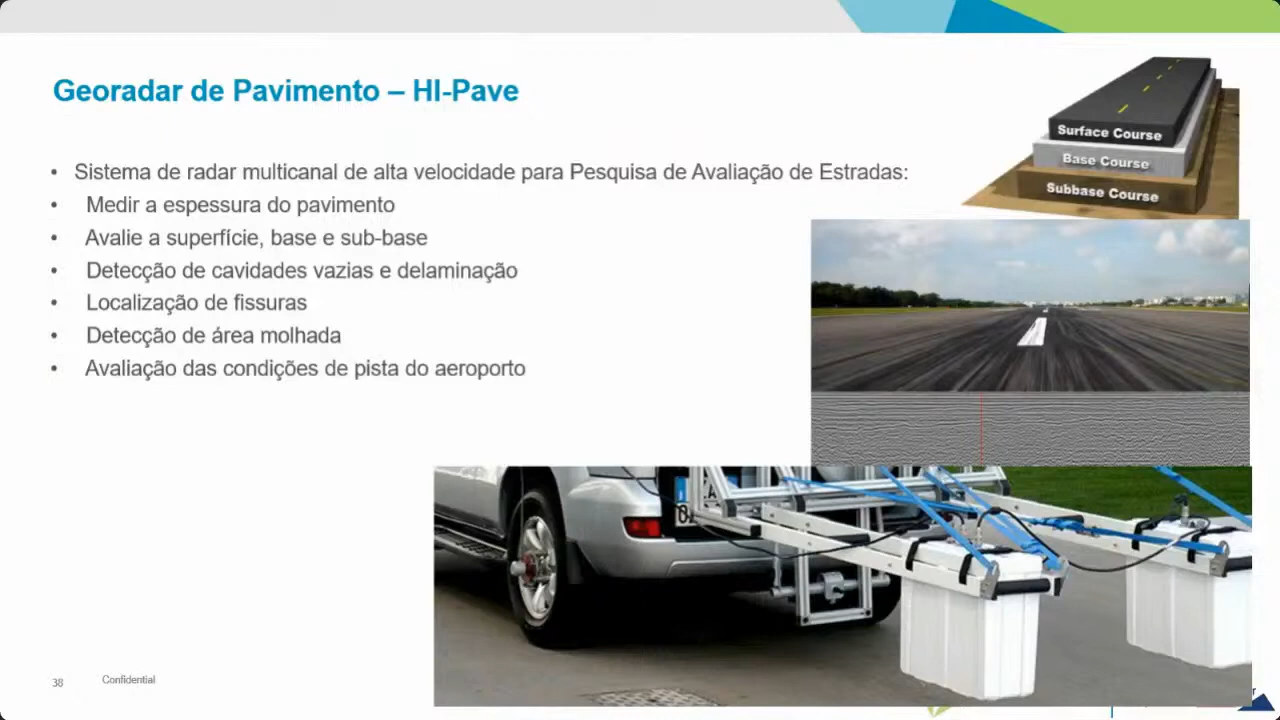 Georadar de Pavimento – HI-Pave
Surface Course
Base Course
Subbase Course
• Sistema de radar multicanal de alta velocidade para Pesquisa de Avaliação de Estradas:
• Medir a espessura do pavimento
• Avalie a superfície, base e sub-base
• Detecção de cavidades vazias e delaminação
• Localização de fissuras
• Detecção de área molhada
• Avaliação das condições de pista do aeroporto
38
Confidential